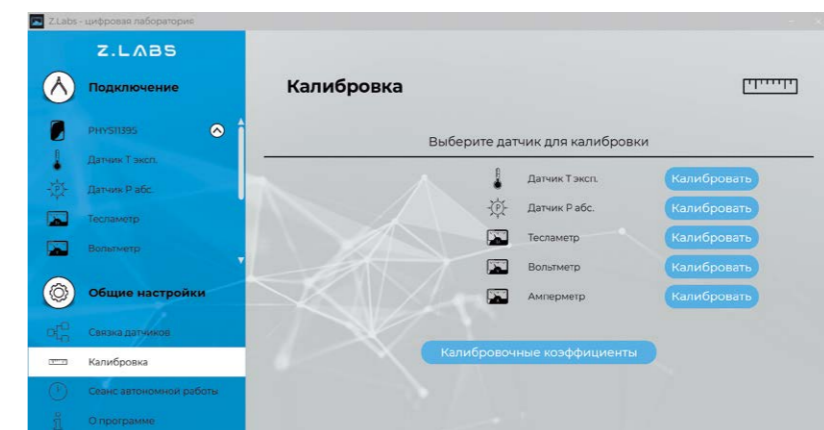 Z.Labs - цифровая лаборатория
Z.LABS
Подключение
PHYS1139S
Датчик Т эксп.
Датчик Р абс.
Тесламетр
Вольтметр
Общие настройки
Связка датчиков
Калибровка
Сеанс автономной работы
О программе
Калибровка
Выберите датчик для калибровки
Датчик Т эксп. Калибровать
Датчик Р абс. Калибровать
Тесламетр Калибровать
Вольтметр Калибровать
Амперметр Калибровать
Калибровочные коэффициенты